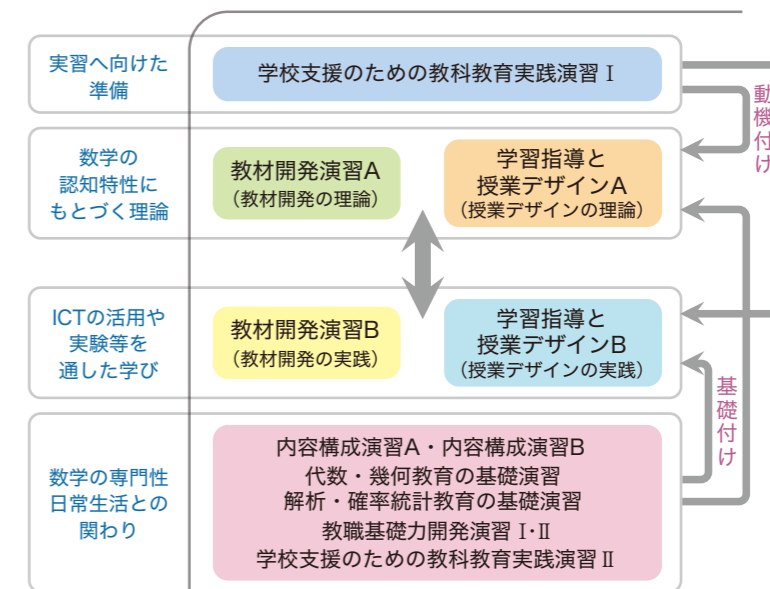 実習へ向けた
準備
学校支援のための教科教育実践演習Ⅰ
動機付け
数学の
認知特性に
もとづく理論
教材開発演習A
（教材開発の理論）
学習指導と
授業デザインA
（授業デザインの理論）
ICTの活用や
実験等を
通した学び
教材開発演習B
（教材開発の実践）
学習指導と
授業デザインB
（授業デザインの実践）
基礎付け
数学の専門性
日常生活との
関わり
内容構成演習A・内容構成演習B
代数・幾何教育の基礎演習
解析・確率統計教育の基礎演習
教職基礎力開発演習 Ⅰ・Ⅱ
学校支援のための教科教育実践演習Ⅱ